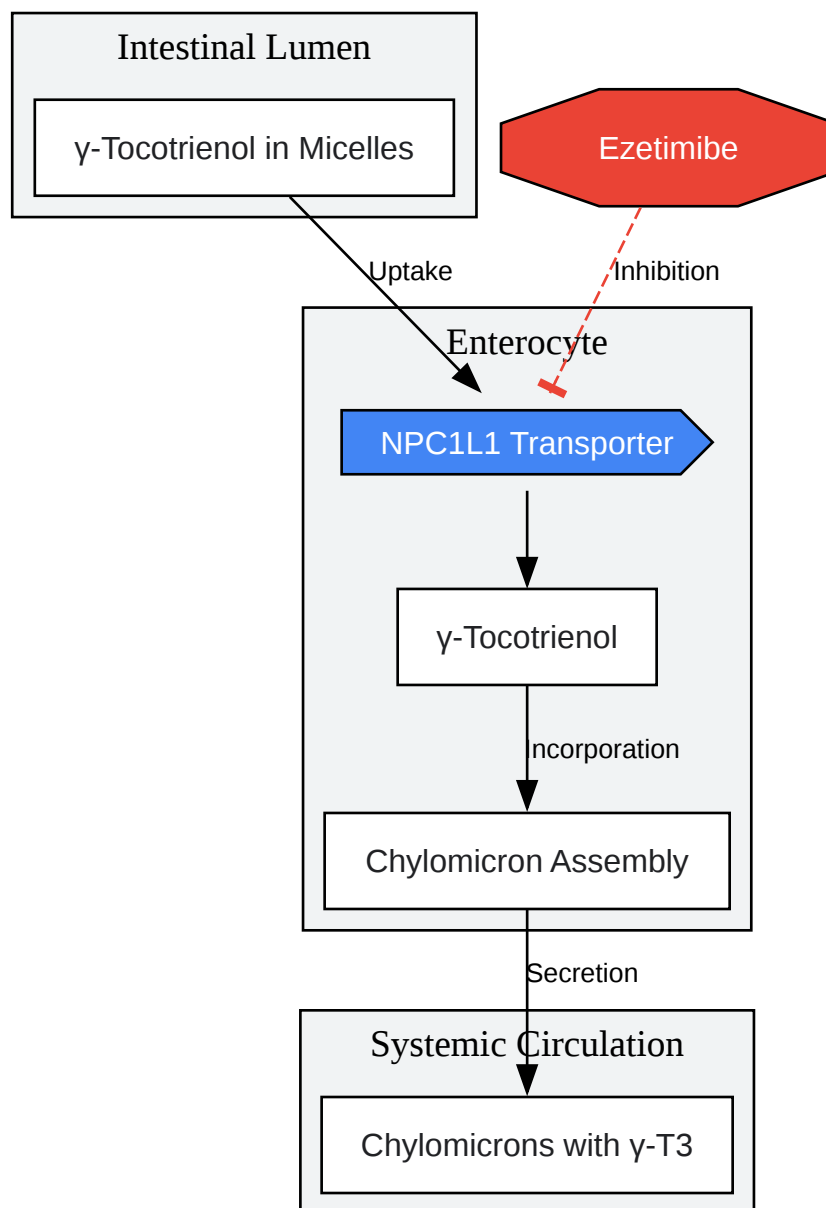 Intestinal Lumen
γ-Tocotrienol in Micelles
Ezetimibe
Uptake
Inhibition
Enterocyte
NPC1L1 Transporter
γ-Tocotrienol
Incorporation
Chylomicron Assembly
Secretion
Systemic Circulation
Chylomicrons with γ-T3